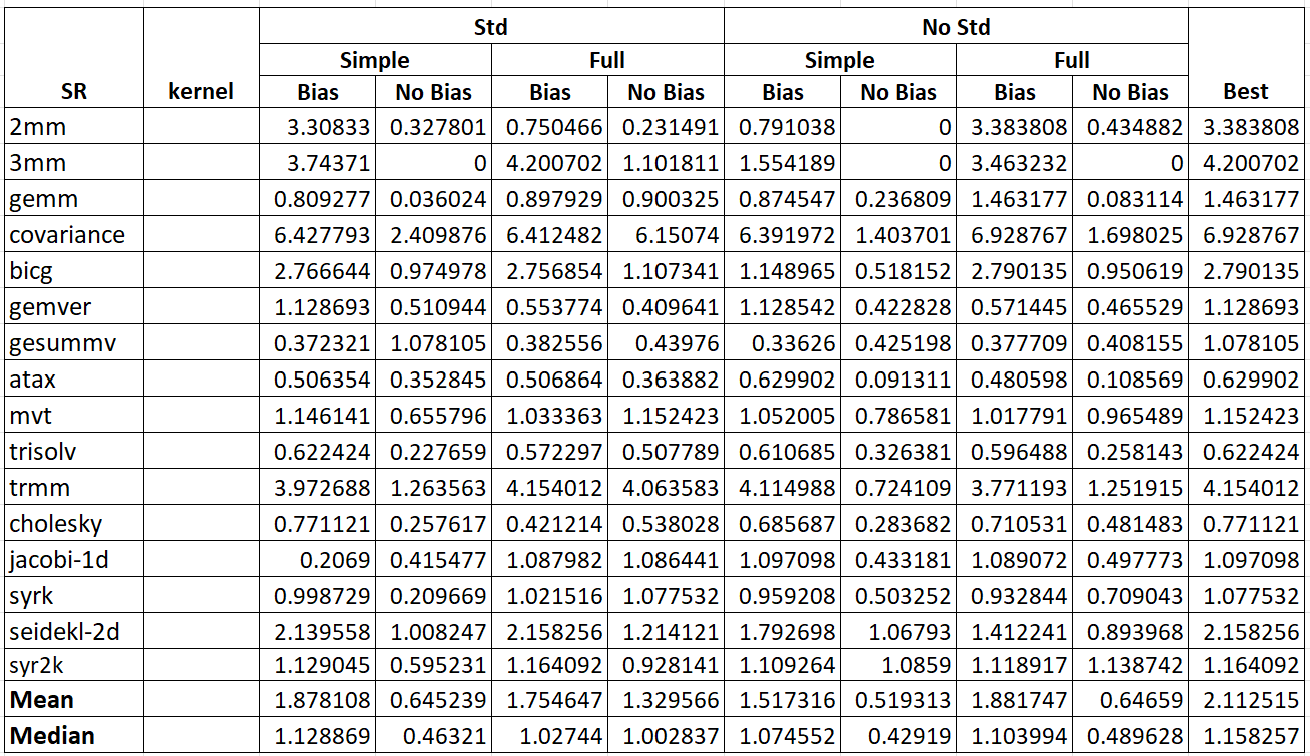 Std No Std
Simple Full Simple Full
SR kernel Bias No Bias Bias No Bias Bias No Bias Bias No Bias Best
2mm 3.30833 0.327801 0.750466 0.231491 0.791038 0 3.383808 0.434882 3.383808
3mm 3.74371 0 4.200702 1.101811 1.554189 0 3.463232 0 4.200702
gemm 0.809277 0.036024 0.897929 0.900325 0.874547 0.236809 1.463177 0.083114 1.463177
covariance 6.427793 2.409876 6.412482 6.15074 6.391972 1.403701 6.928767 1.698025 6.928767
bicg 2.766644 0.974978 2.756854 1.107341 1.148965 0.518152 2.790135 0.950619 2.790135
gemver 1.128693 0.510944 0.553774 0.409641 1.128542 0.422828 0.571445 0.465529 1.128693
gesummv 0.372321 1.078105 0.382556 0.43976 0.33626 0.425198 0.377709 0.408155 1.078105
atax 0.506354 0.352845 0.506864 0.363882 0.629902 0.091311 0.480598 0.108569 0.629902
mvt 1.146141 0.655796 1.033363 1.152423 1.052005 0.786581 1.017791 0.965489 1.152423
trisolv 0.622424 0.227659 0.572297 0.507789 0.610685 0.326381 0.596488 0.258143 0.622424
trmm 3.972688 1.263563 4.154012 4.063583 4.114988 0.724109 3.771193 1.251915 4.154012
cholesky 0.771121 0.257617 0.421214 0.538028 0.685687 0.283682 0.710531 0.481483 0.771121
jacobi-1d 0.2069 0.415477 1.087982 1.086441 1.097098 0.433181 1.089072 0.497773 1.097098
syrk 0.998729 0.209669 1.021516 1.077532 0.959208 0.503252 0.932844 0.709043 1.077532
seidekl-2d 2.139558 1.008247 2.158256 1.214121 1.792698 1.06793 1.412241 0.893968 2.158256
syr2k 1.129045 0.595231 1.164092 0.928141 1.109264 1.0859 1.118917 1.138742 1.164092
Mean 1.878108 0.645239 1.754647 1.329566 1.517316 0.519313 1.881747 0.64659 2.112515
Median 1.128869 0.46321 1.02744 1.002837 1.074552 0.42919 1.103994 0.489628 1.158257